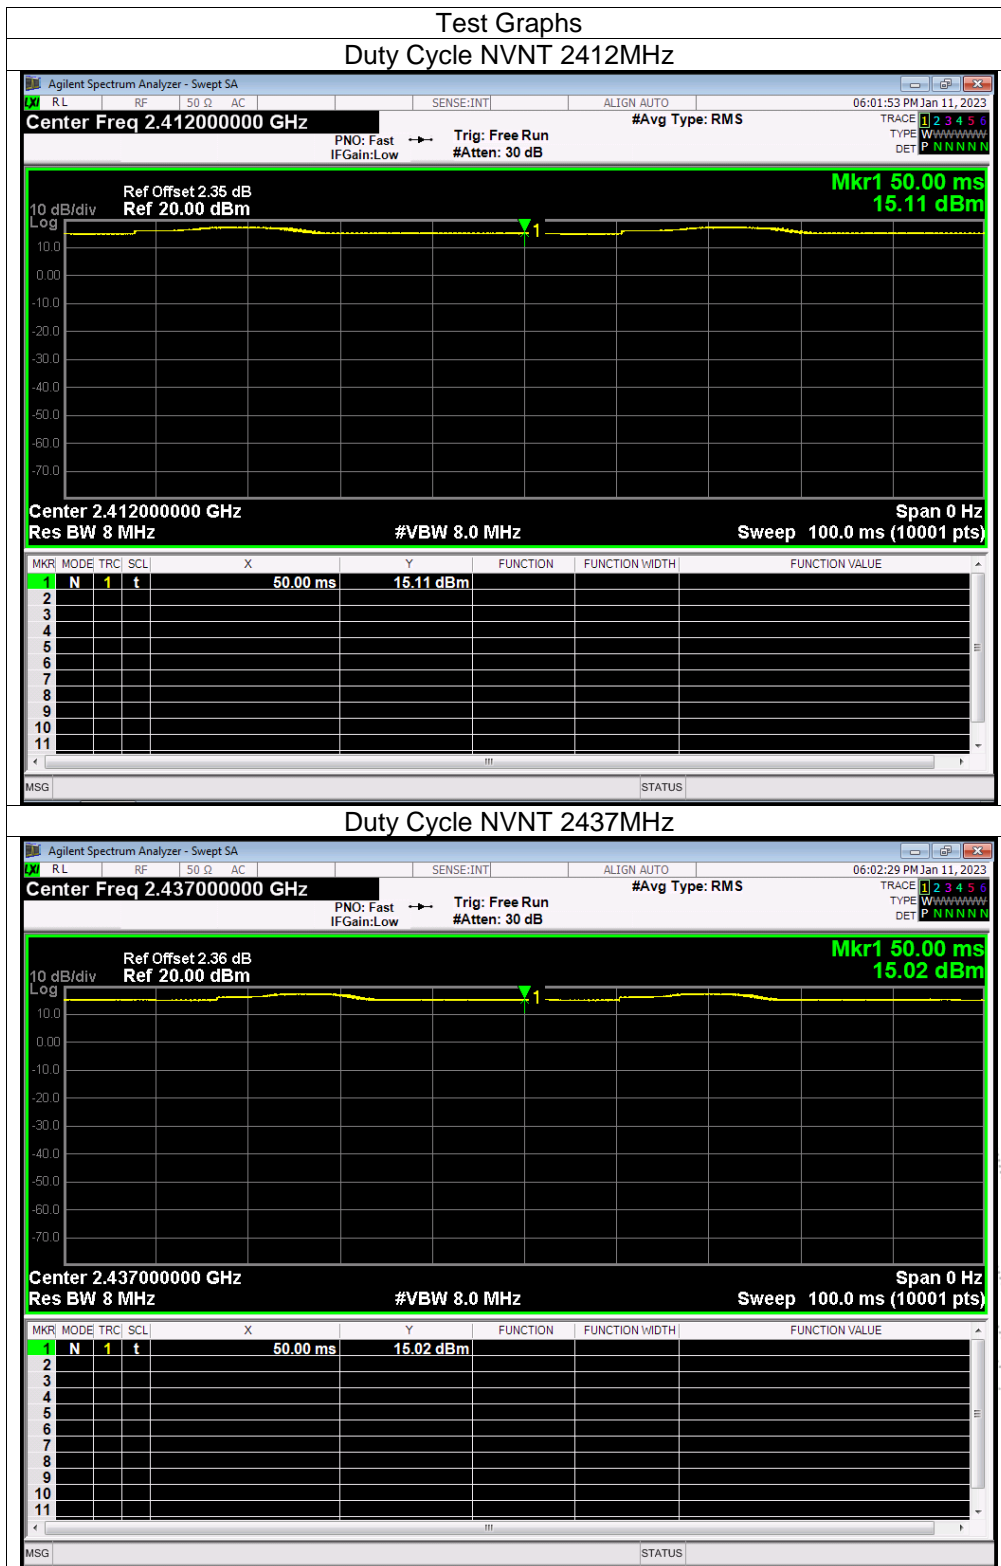 Test Graphs
Duty Cycle NVNT 2412MHz
Agilent Spectrum Analyzer - Swept SA
LXI RL RF 50 Ω AC SENSE:INT ALIGN AUTO 06:01:53 PM Jan 11, 2023
Center Freq 2.412000000 GHz #Avg Type: RMS TRACE 1 2 3 4 5 6
PNO: Fast Trig: Free Run TYPE WWWWWW
IFGain:Low #Atten: 30 dB DET P N N N N N
Mkr1 50.00 ms
Ref Offset 2.35 dB
10 dB/div Ref 20.00 dBm 15.11 dBm
Log
1
10.0
0.00
-10.0
-20.0
-30.0
-40.0
-50.0
-60.0
-70.0
Center 2.412000000 GHz Span 0 Hz
Res BW 8 MHz #VBW 8.0 MHz Sweep 100.0 ms (10001 pts)
MKR MODE TRC SCL X Y FUNCTION FUNCTION WIDTH FUNCTION VALUE
1 N 1 t 50.00 ms 15.11 dBm
2
3
4
5
6
7
8
9
10
11
MSG STATUS
Duty Cycle NVNT 2437MHz
Agilent Spectrum Analyzer - Swept SA
LXI RL RF 50 Ω AC SENSE:INT ALIGN AUTO 06:02:29 PM Jan 11, 2023
Center Freq 2.437000000 GHz #Avg Type: RMS TRACE 1 2 3 4 5 6
PNO: Fast Trig: Free Run TYPE WWWWWW
IFGain:Low #Atten: 30 dB DET P N N N N N
Mkr1 50.00 ms
Ref Offset 2.36 dB
10 dB/div Ref 20.00 dBm 15.02 dBm
Log
1
10.0
0.00
-10.0
-20.0
-30.0
-40.0
-50.0
-60.0
-70.0
Center 2.437000000 GHz Span 0 Hz
Res BW 8 MHz #VBW 8.0 MHz Sweep 100.0 ms (10001 pts)
MKR MODE TRC SCL X Y FUNCTION FUNCTION WIDTH FUNCTION VALUE
1 N 1 t 50.00 ms 15.02 dBm
2
3
4
5
6
7
8
9
10
11
MSG STATUS